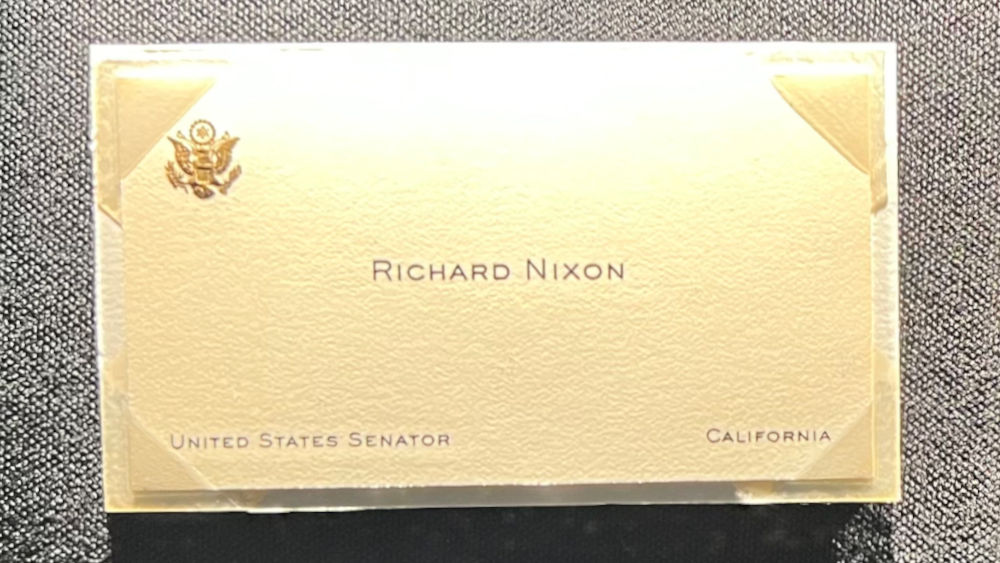 Richard Nixon
United States Senator
California